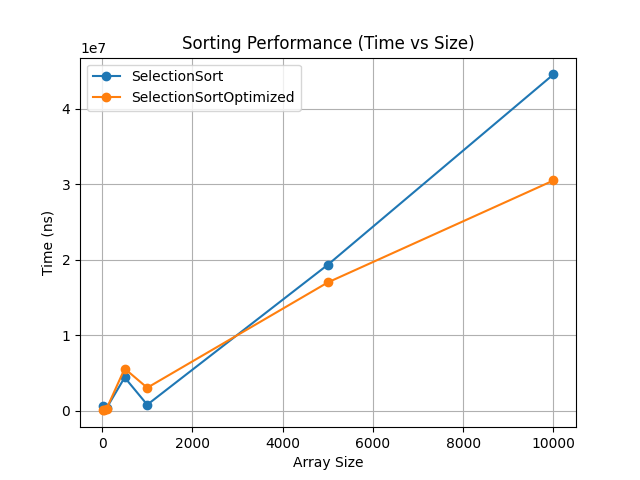 Sorting Performance (Time vs Size)
1e7
SelectionSort
SelectionSortOptimized
4
3
2
1
0
Time (ns)
0 2000 4000 6000 8000 10000
Array Size